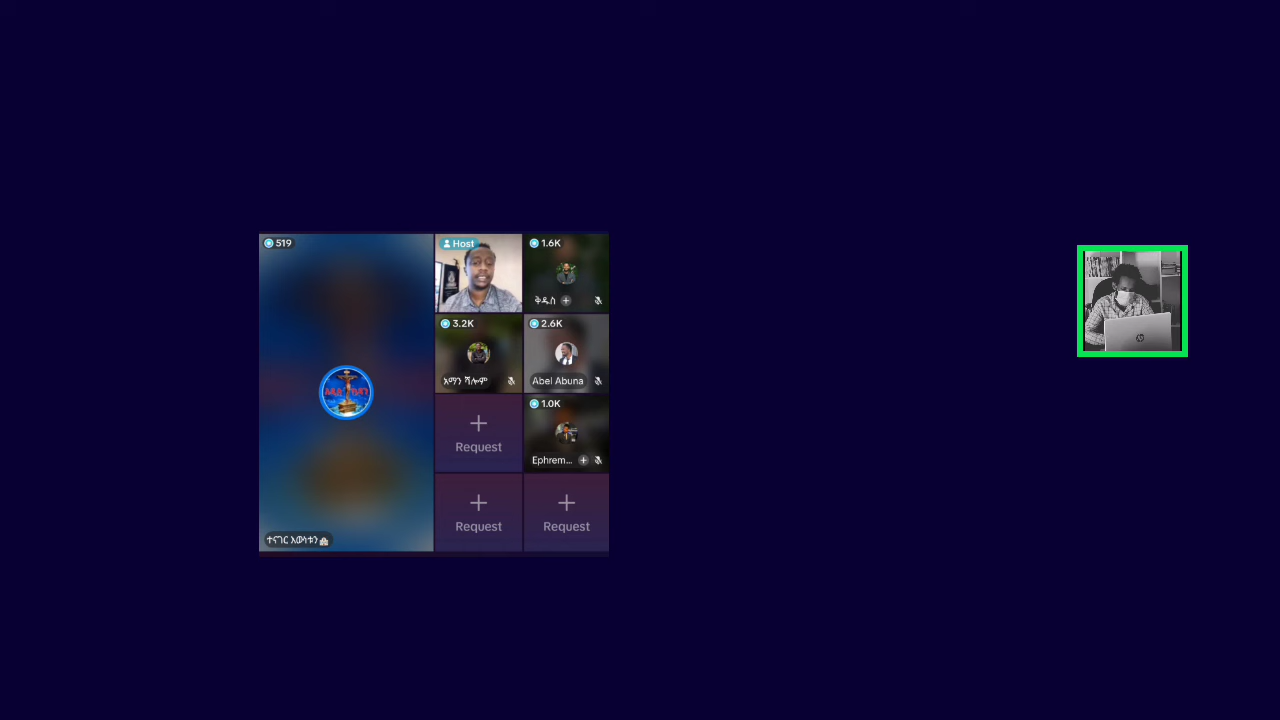 519
Host
1.6K
ቅዱስ
3.2K
2.6K
አማን ሻሎም
Abel Abuna
Request
1.0K
Ephrem...
Request
Request
ተናገር እውነቱን